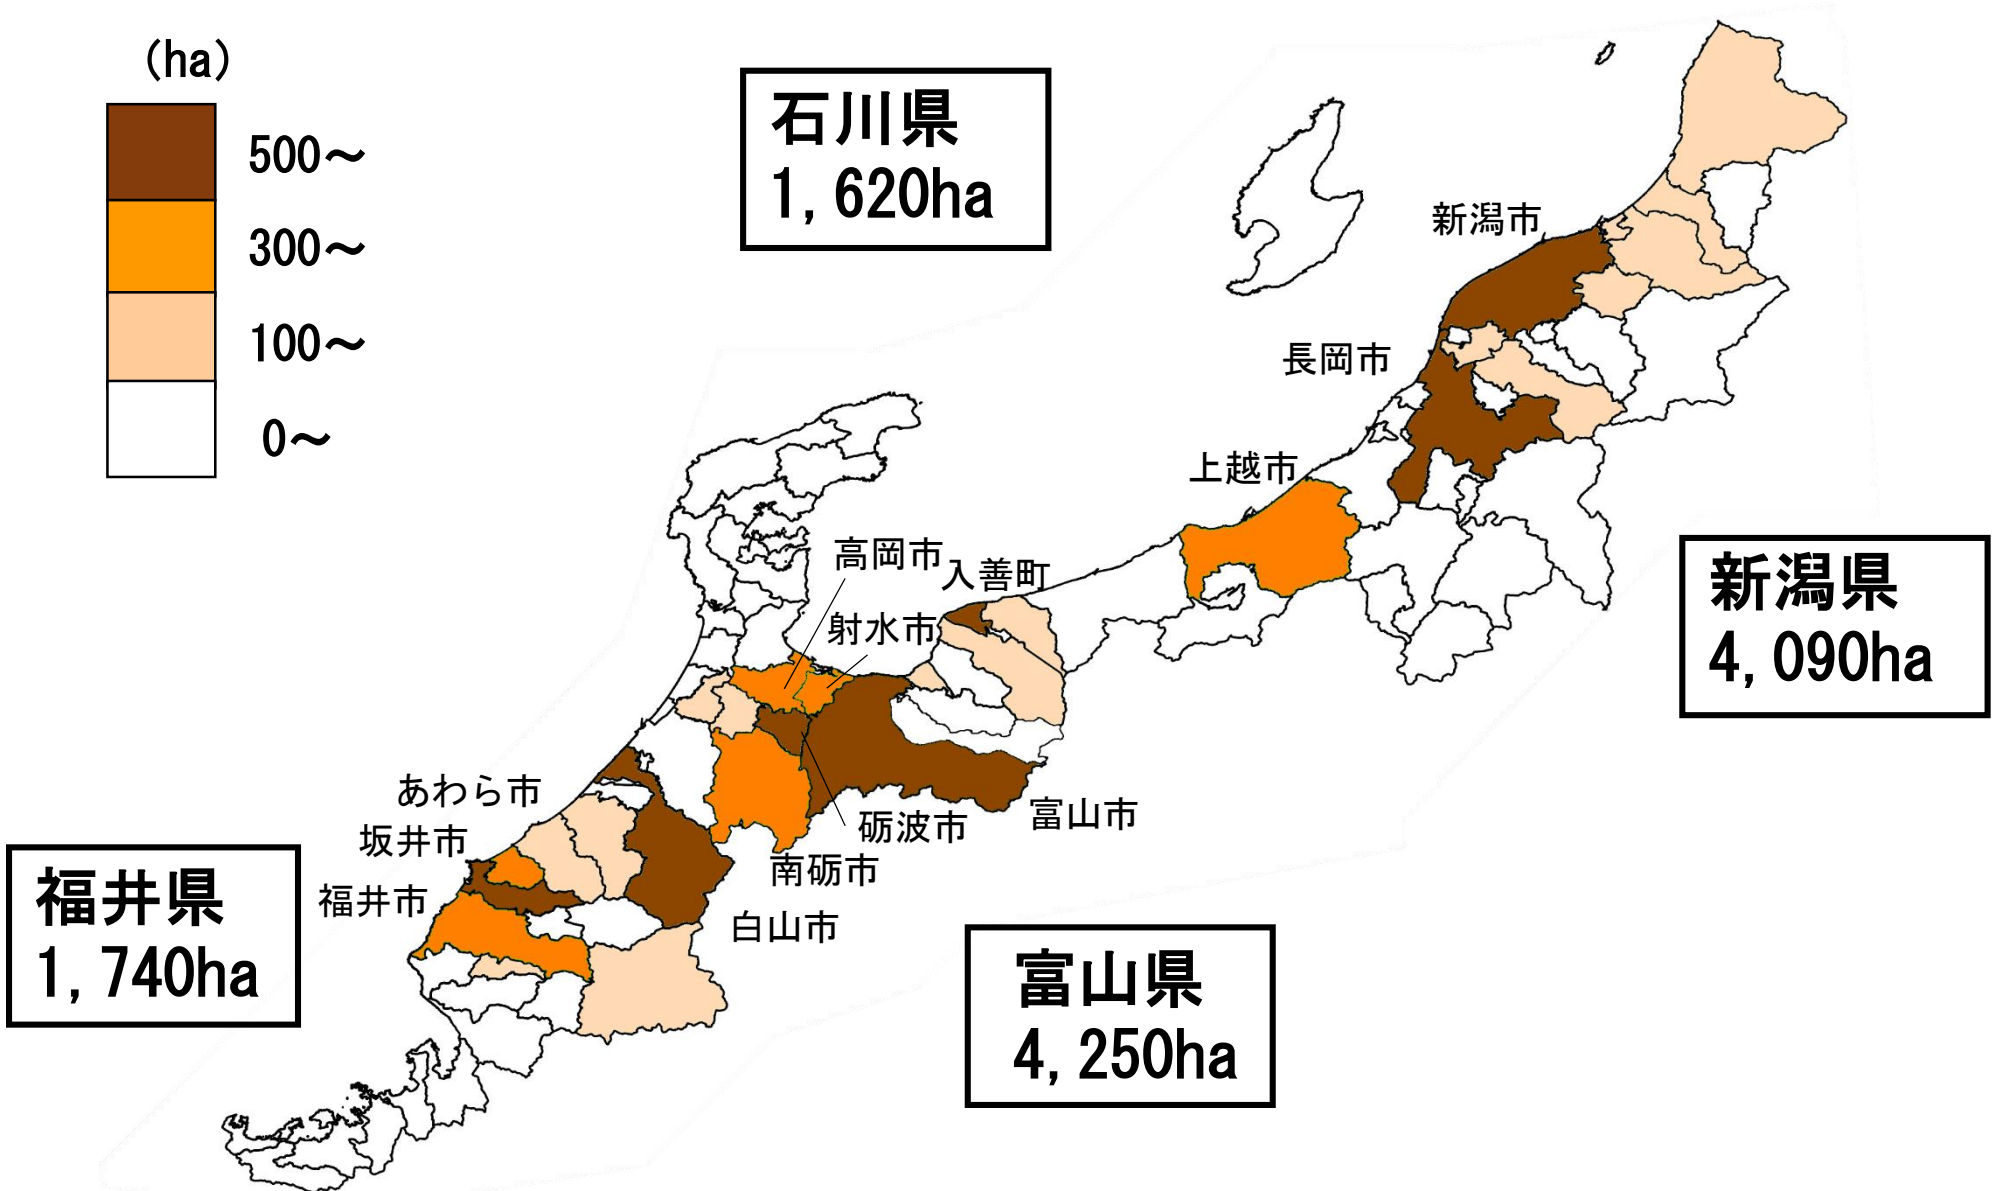 （ha）
500～
300～
100～
0～
石川県
1,620ha
新潟市
長岡市
上越市
高岡市
入善町
射水市
新潟県
4,090ha
あわら市
坂井市
福井市
砺波市
富山市
南砺市
白山市
福井県
1,740ha
富山県
4,250ha